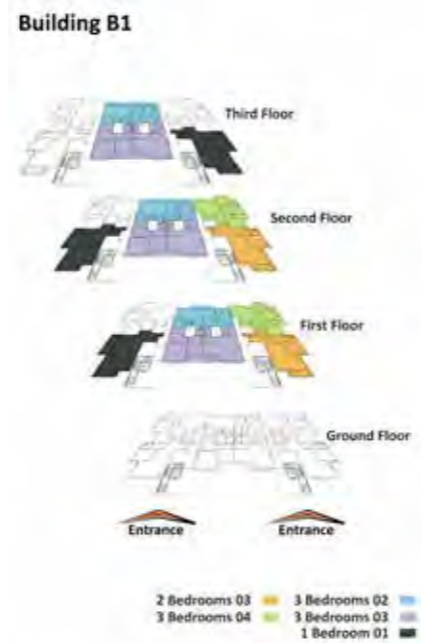 Building B1
Third Floor
Second Floor
First Floor
Ground Floor
Entrance Entrance
2 Bedrooms 03 3 Bedrooms 02
3 Bedrooms 04 3 Bedrooms 03
1 Bedroom 01